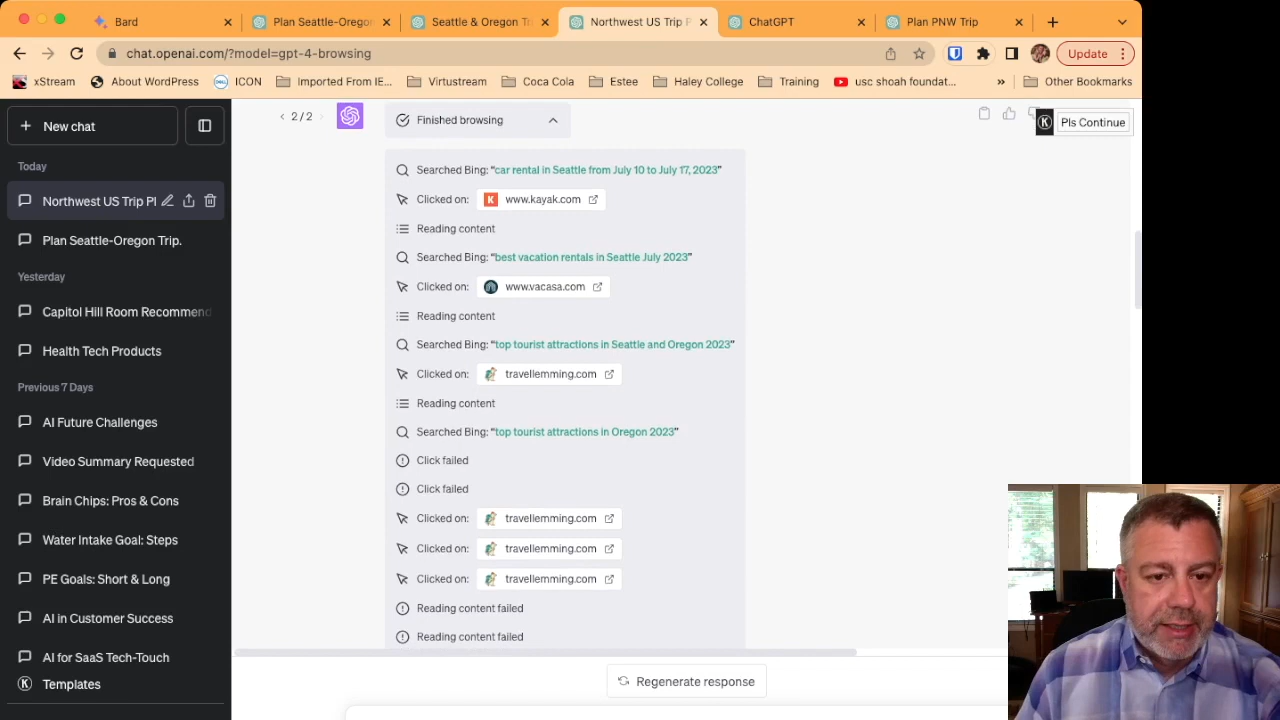 Bard
Plan Seattle-Oregon
Seattle & Oregon Tr
Northwest US Trip P
ChatGPT
Plan PNW Trip
chat.openai.com/?model=gpt-4-browsing
Update
xStream
About WordPress
ICON
Imported From IE...
Virtustream
Coca Cola
Estee
Haley College
Training
usc shoah foundat...
»
Other Bookmarks
New chat
Today
Northwest US Trip Pl
Plan Seattle-Oregon Trip.
Yesterday
Capitol Hill Room Recommend
Health Tech Products
Previous 7 Days
AI Future Challenges
Video Summary Requested
Brain Chips: Pros & Cons
Water Intake Goal: Steps
PE Goals: Short & Long
AI in Customer Success
AI for SaaS Tech-Touch
Templates
2 / 2
Finished browsing
Pls Continue
Searched Bing: “car rental in Seattle from July 10 to July 17, 2023”
Clicked on: www.kayak.com
Reading content
Searched Bing: “best vacation rentals in Seattle July 2023”
Clicked on: www.vacasa.com
Reading content
Searched Bing: “top tourist attractions in Seattle and Oregon 2023”
Clicked on: travellemming.com
Reading content
Searched Bing: “top tourist attractions in Oregon 2023”
Click failed
Click failed
Clicked on: travellemming.com
Clicked on: travellemming.com
Clicked on: travellemming.com
Reading content failed
Reading content failed
Regenerate response